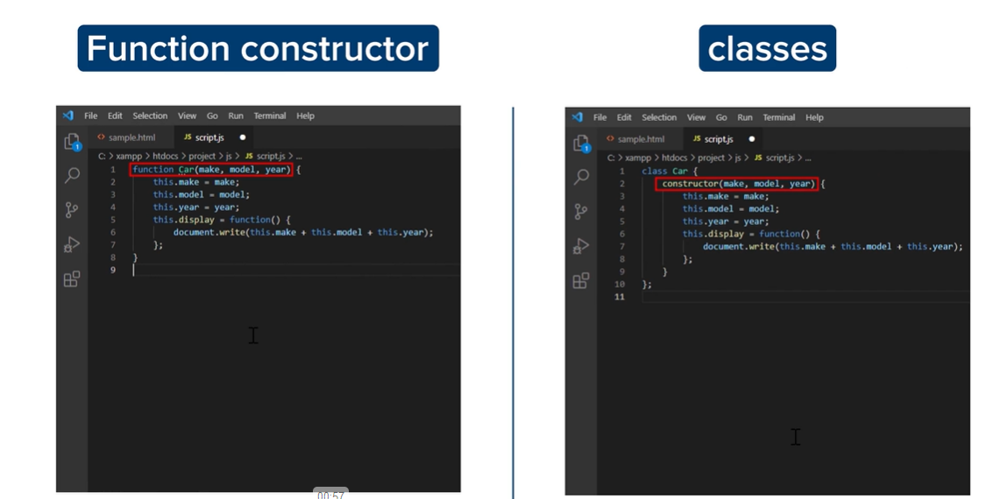 Function constructor
File Edit Selection View Go Run Terminal Help
1
<> sample.html JS script.js
C: > xampp > htdocs > project > js > JS script.js > ...
1 function Car(make, model, year) {
2 this.make = make;
3 this.model = model;
4 this.year = year;
5 this.display = function() {
6 document.write(this.make + this.model + this.year);
7 };
8 }
9
00:57
classes
File Edit Selection View Go Run Terminal Help
1
<> sample.html JS script.js
C: > xampp > htdocs > project > js > JS script.js > ...
1 class Car {
2 constructor(make, model, year) {
3 this.make = make;
4 this.model = model;
5 this.year = year;
6 this.display = function() {
7 document.write(this.make + this.model + this.year);
8 };
9 }
10 };
11